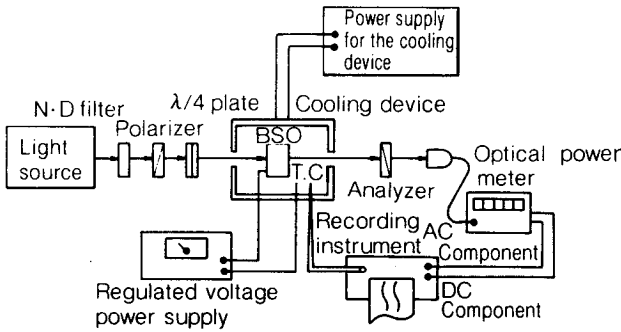 Power supply
for the cooling
device
N·D filter
λ/4 plate
Cooling device
Polarizer
BSO
Light
source
T.C
Analyzer
Optical power
meter
Recording
instrument
AC
Component
Regulated voltage
power supply
DC
Component